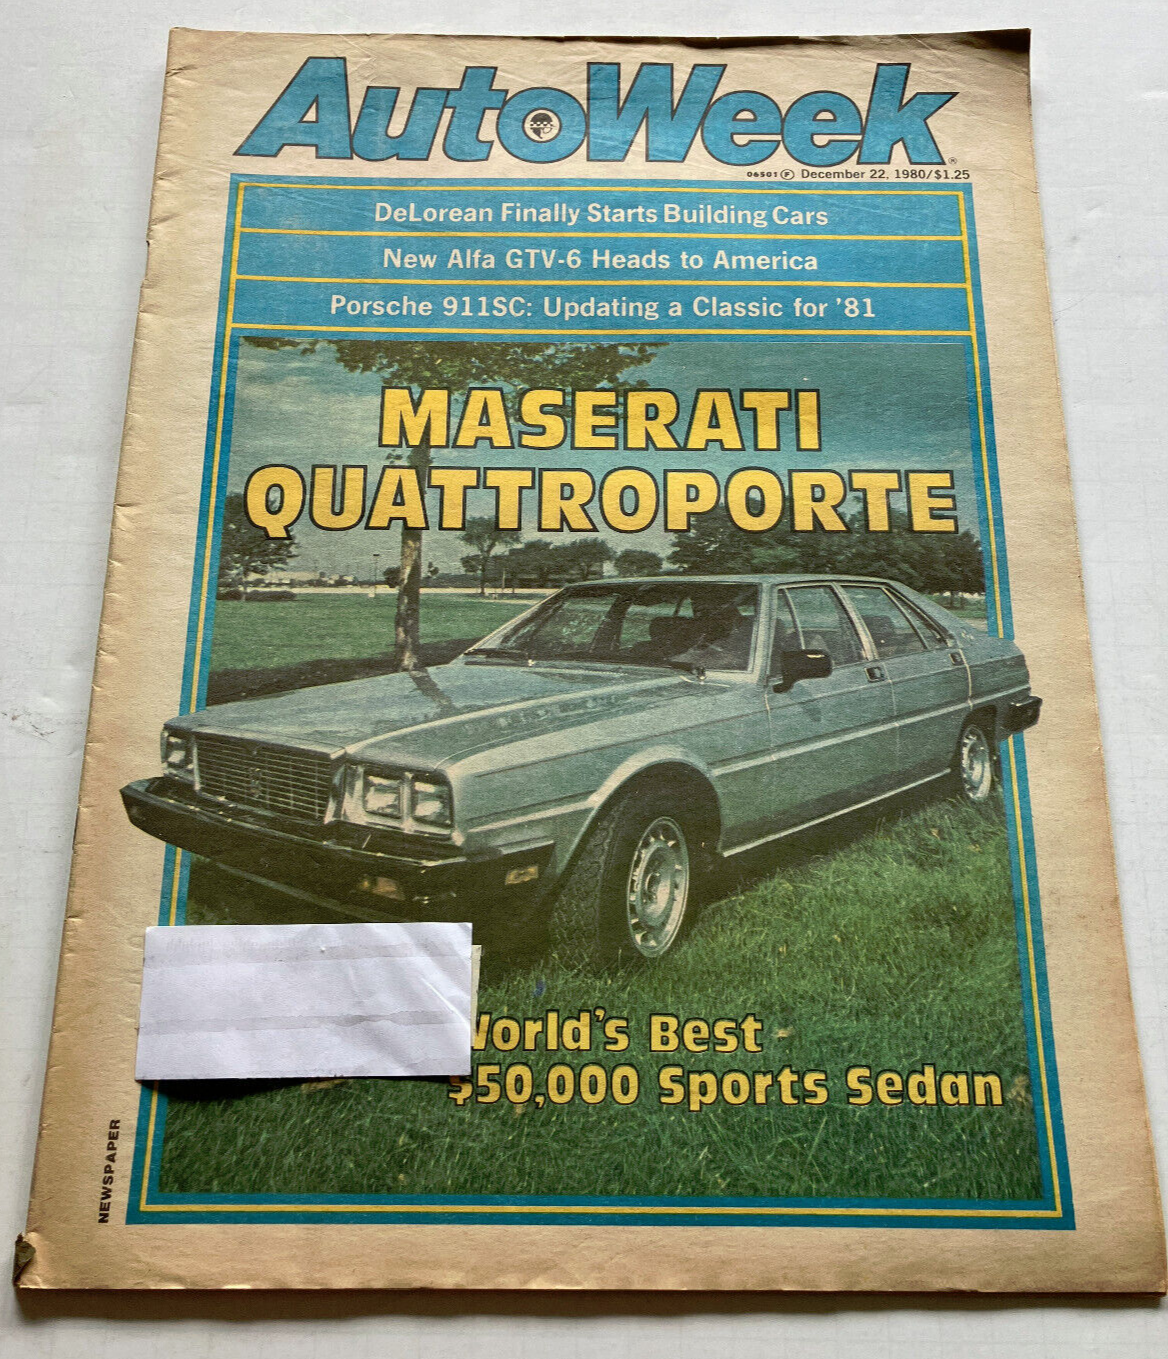 AutoWeek®
06501 Ⓕ December 22, 1980/$1.25
DeLorean Finally Starts Building Cars
New Alfa GTV-6 Heads to America
Porsche 911SC: Updating a Classic for '81
MASERATI
QUATTROPORTE
World's Best
$50,000 Sports Sedan
NEWSPAPER